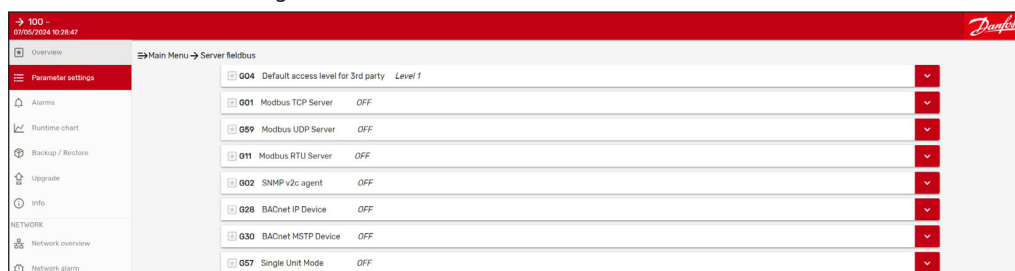 → 100 -
07/05/2024 10:28:47
Danfoss
Overview
Main Menu → Server fieldbus
Parameter settings
Alarms
Runtime chart
Backup / Restore
Upgrade
Info
NETWORK
Network overview
Network alarm
G04 Default access level for 3rd party Level 1
G01 Modbus TCP Server OFF
G59 Modbus UDP Server OFF
G11 Modbus RTU Server OFF
G02 SNMP v2c agent OFF
G28 BACnet IP Device OFF
G30 BACnet MSTP Device OFF
G57 Single Unit Mode OFF